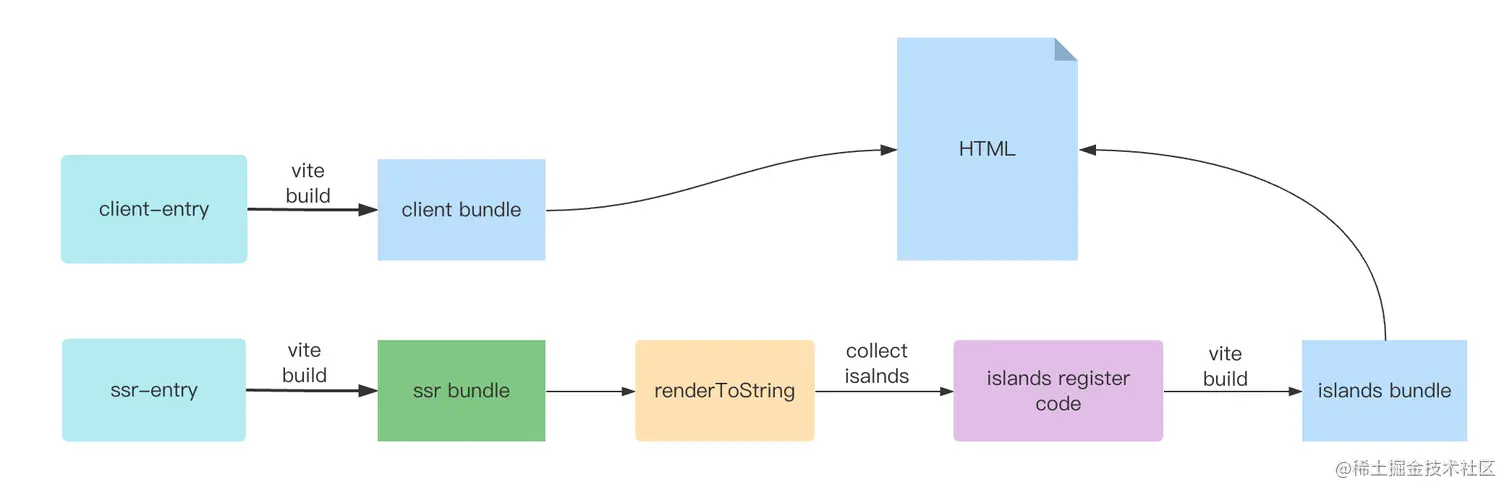 HTML
vite
build
client-entry
client bundle
vite
build
ssr-entry
ssr bundle
renderToString
collect
isalnds
islands register
code
vite
build
islands bundle
@稀土掘金技术社区